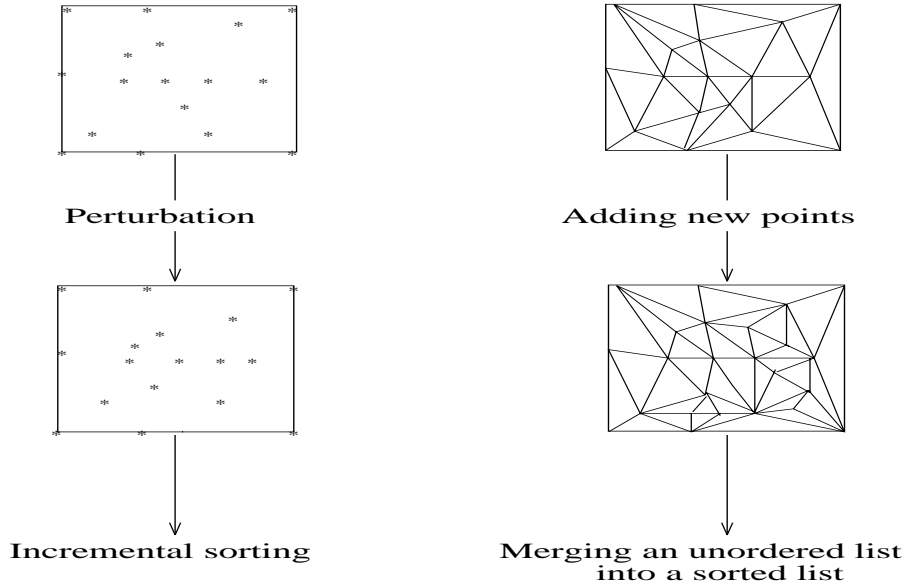 Perturbation
Adding new points
Incremental sorting
Merging an unordered list
into a sorted list